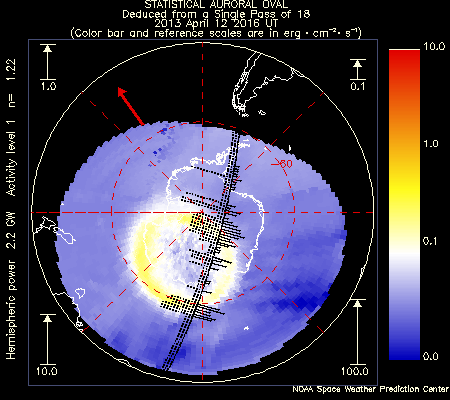 STATISTICAL AURORAL OVAL
Deduced from a Single Pass of 18
2013 April 12 2016 UT
(Color bar and reference scales are in erg·cm⁻²·s⁻¹)
Hemispheric power 2.2 GW Activity level 1 n= 1.22
1.0
0.1
10.0
100.0
-60
10.0
1.0
0.1
0.0
NOAA Space Weather Prediction Center